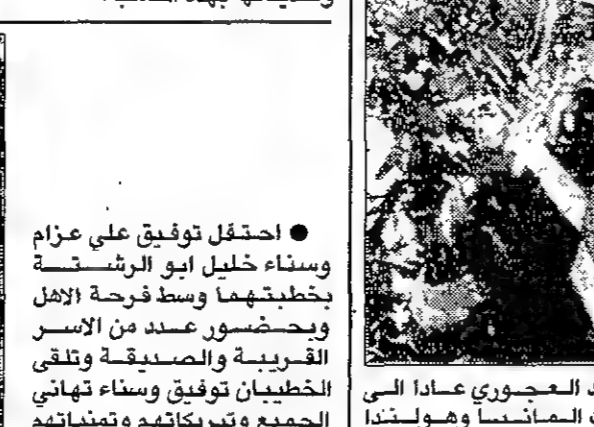 ● احتفل توفيق علي عزام
وسناء خليل ابو الرشتة
بخطبتهما وسط فرحة الاهل
وبحضور عدد من الاسر
القريبة والصديقة وتلقى
الخطيبان توفيق وسناء تهاني
الجميع وتبريكاتهم وتمنياتهم
العجوري عادا الى
المانيا وهولندا